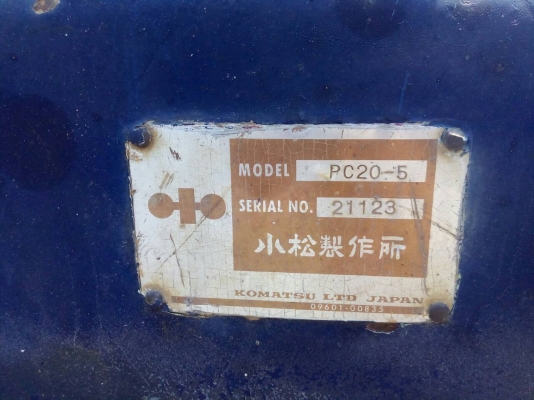 MODEL PC20-5
SERIAL NO. 21123
小松製作所
KOMATSU LTD JAPAN
09601-00835